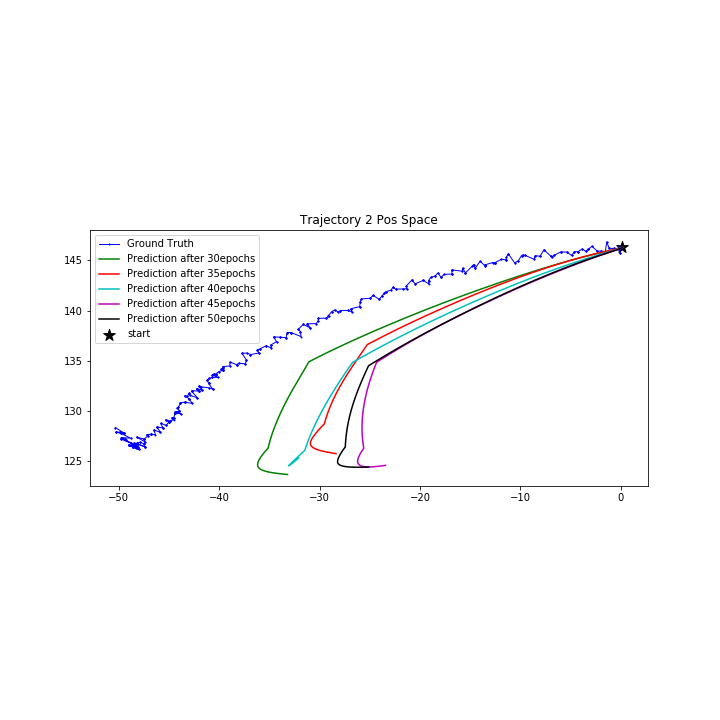 Trajectory 2 Pos Space
Ground Truth
Prediction after 30epochs
Prediction after 35epochs
Prediction after 40epochs
Prediction after 45epochs
Prediction after 50epochs
start
145
140
135
130
125
−50
−40
−30
−20
−10
0